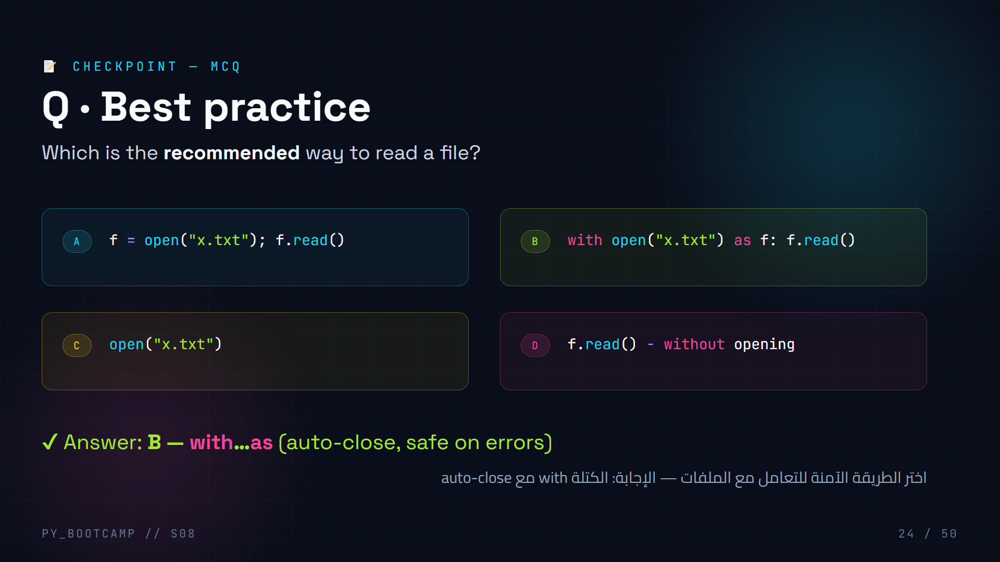 📝 CHECKPOINT — MCQ
Q · Best practice
Which is the recommended way to read a file?
A f = open("x.txt"); f.read()
B with open("x.txt") as f: f.read()
C open("x.txt")
D f.read() - without opening
✓ Answer: B — with...as (auto-close, safe on errors)
اختر الطريقة الآمنة للتعامل مع الملفات — الإجابة: الكتلة with مع auto-close
PY_BOOTCAMP // S08
24 / 50